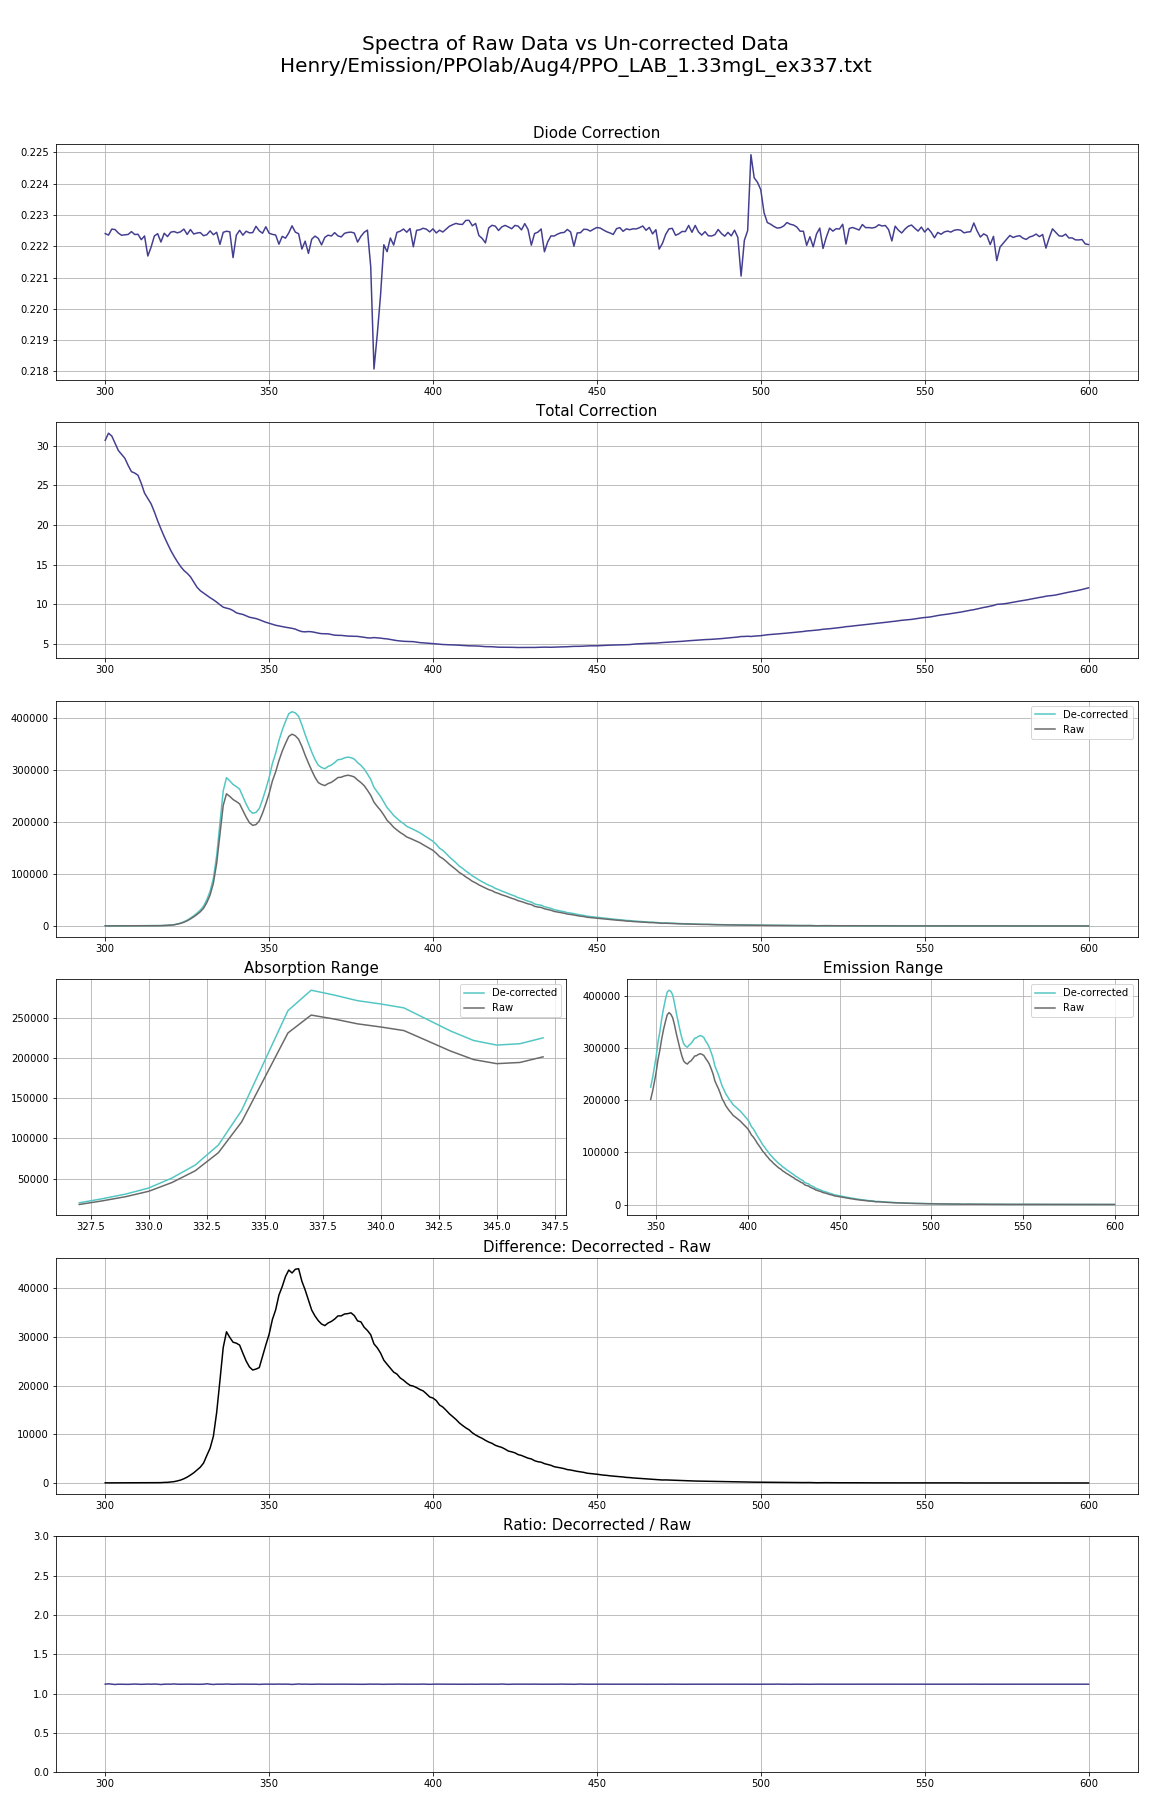 Spectra of Raw Data vs Un-corrected Data
Henry/Emission/PPOlab/Aug4/PPO_LAB_1.33mgL_ex337.txt
Diode Correction
0.225
0.224
0.223
0.222
0.221
0.220
0.219
0.218
300 350 400 450 500 550 600
Total Correction
30
25
20
15
10
5
300 350 400 450 500 550 600
400000
300000
200000
100000
0
De-corrected
Raw
300 350 400 450 500 550 600
Absorption Range
250000
200000
150000
100000
50000
De-corrected
Raw
327.5 330.0 332.5 335.0 337.5 340.0 342.5 345.0 347.5
Emission Range
400000
300000
200000
100000
0
De-corrected
Raw
350 400 450 500 550 600
Difference: Decorrected - Raw
40000
30000
20000
10000
0
300 350 400 450 500 550 600
Ratio: Decorrected / Raw
3.0
2.5
2.0
1.5
1.0
0.5
0.0
300 350 400 450 500 550 600